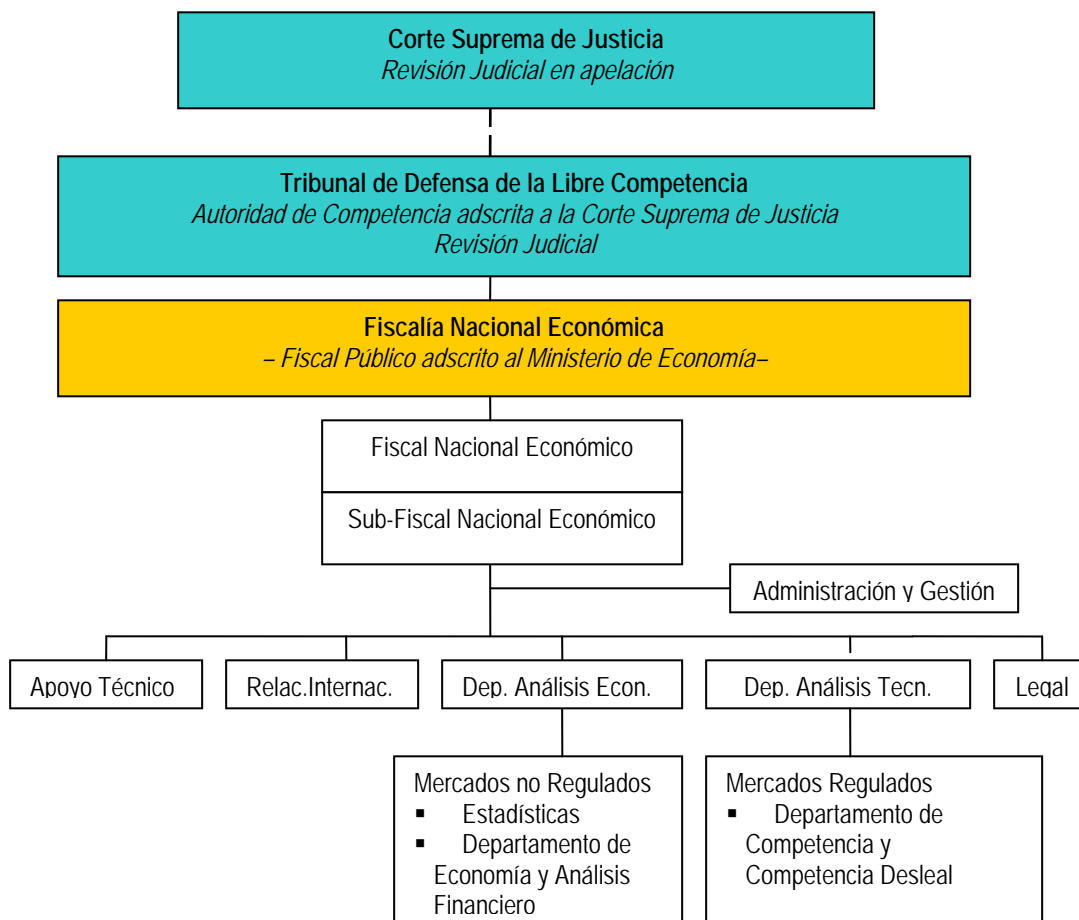 Corte Suprema de Justicia
Revisión Judicial en apelación
Tribunal de Defensa de la Libre Competencia
Autoridad de Competencia adscrita a la Corte Suprema de Justicia
Revisión Judicial
Fiscalía Nacional Económica
– Fiscal Público adscrito al Ministerio de Economía–
Fiscal Nacional Económico
Sub-Fiscal Nacional Económico
Administración y Gestión
Apoyo Técnico
Relac.Internac.
Dep. Análisis Econ.
Dep. Análisis Tecn.
Legal
Mercados no Regulados
▪ Estadísticas
▪ Departamento de
Economía y Análisis
Financiero
Mercados Regulados
▪ Departamento de
Competencia y
Competencia Desleal